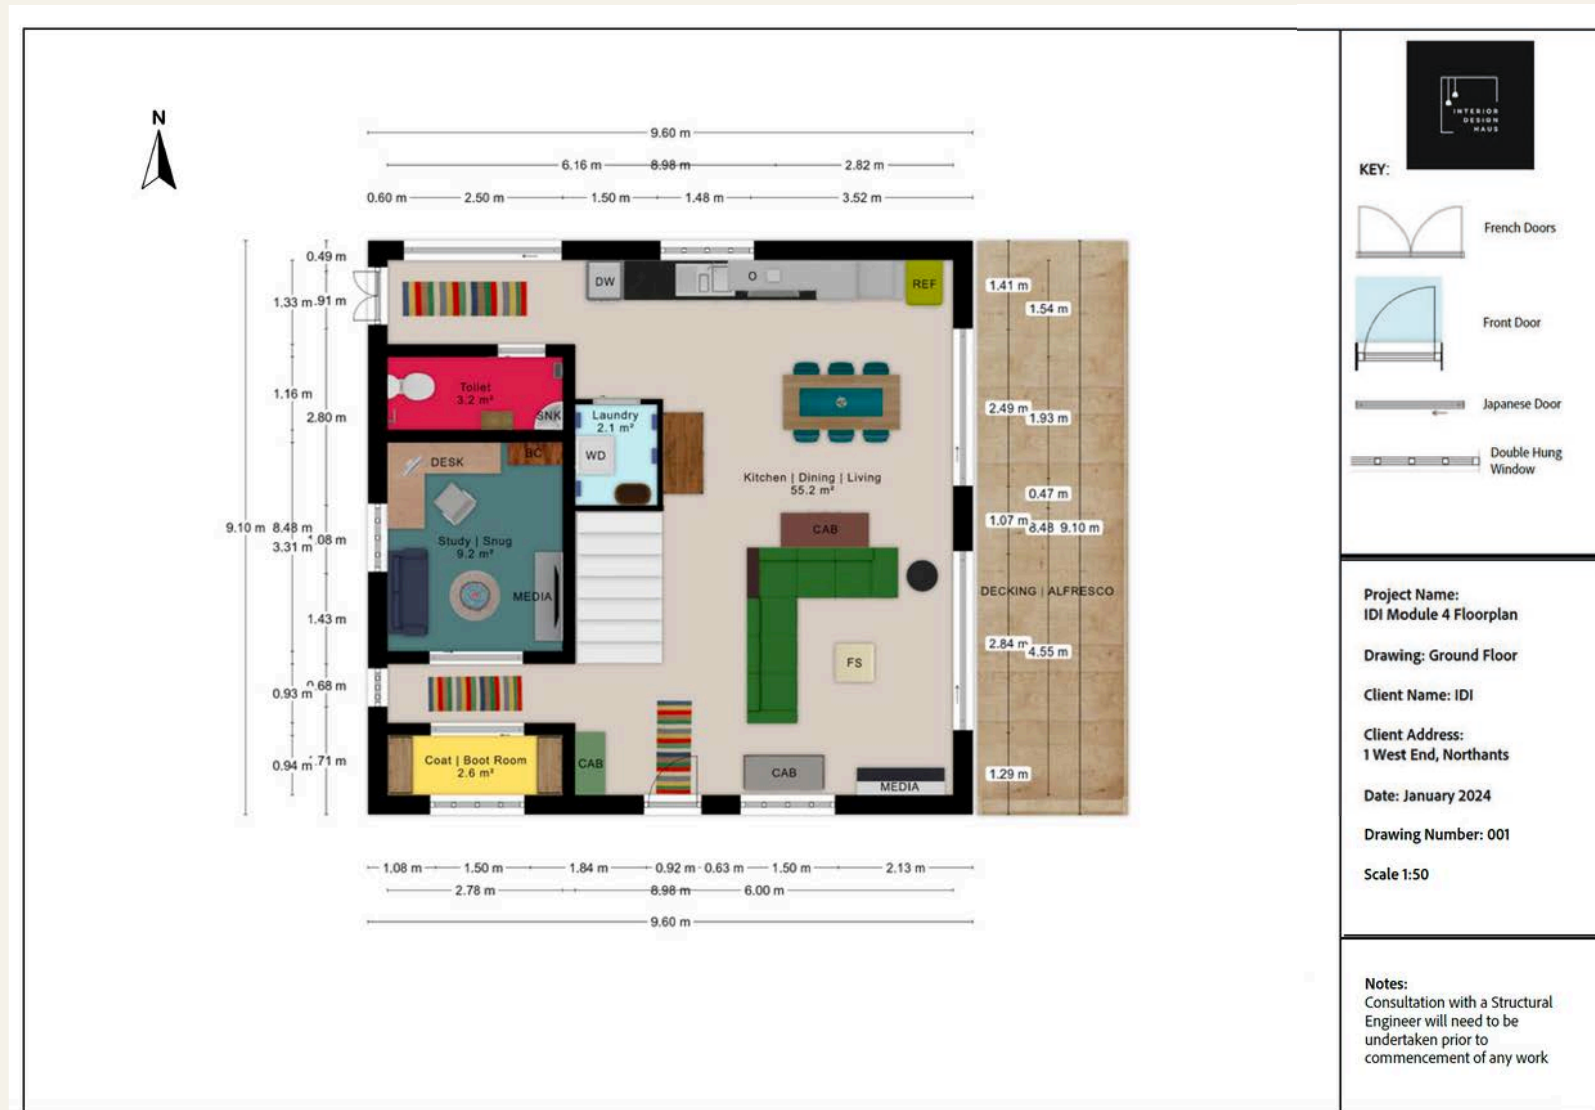 N
9.60 m
6.16 m 8.98 m 2.82 m
0.60 m 2.50 m 1.50 m 1.48 m 3.52 m
0.49 m
1.33 m .91 m
1.16 m
2.80 m
9.10 m 8.48 m .08 m
3.31 m
1.43 m
0.93 m 0.68 m
0.94 m .71 m
DW
O
REF
Toilet
3.2 m²
SNK
Laundry
2.1 m²
WD
DESK
BC
Study | Snug
9.2 m²
MEDIA
Kitchen | Dining | Living
55.2 m²
CAB
FS
Coat | Boot Room
2.6 m²
CAB
CAB
MEDIA
1.41 m
1.54 m
2.49 m
1.93 m
0.47 m
1.07 m 8.48 9.10 m
DECKING | ALFRESCO
2.84 m
4.55 m
1.29 m
1.08 m 1.50 m 1.84 m 0.92 m 0.63 m 1.50 m 2.13 m
2.78 m 8.98 m 6.00 m
9.60 m
INTERIOR
DESIGN
HAUS
KEY:
French Doors
Front Door
Japanese Door
Double Hung
Window
Project Name:
IDI Module 4 Floorplan
Drawing: Ground Floor
Client Name: IDI
Client Address:
1 West End, Northants
Date: January 2024
Drawing Number: 001
Scale 1:50
Notes:
Consultation with a Structural
Engineer will need to be
undertaken prior to
commencement of any work